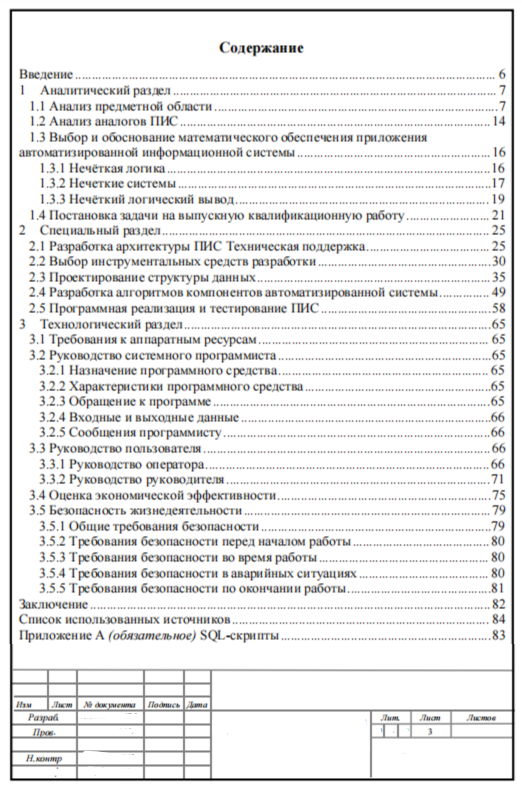 Содержание
Введение 6
1 Аналитический раздел 7
1.1 Анализ предметной области 7
1.2 Анализ аналогов ПИС 14
1.3 Выбор и обоснование математического обеспечения приложения
автоматизированной информационной системы 16
1.3.1 Нечёткая логика 16
1.3.2 Нечеткие системы 17
1.3.3 Нечёткий логический вывод 19
1.4 Постановка задачи на выпускную квалификационную работу 21
2 Специальный раздел 25
2.1 Разработка архитектуры ПИС Техническая поддержка 25
2.2 Выбор инструментальных средств разработки 30
2.3 Проектирование структуры данных 35
2.4 Разработка алгоритмов компонентов автоматизированной системы 49
2.5 Программная реализация и тестирование ПИС 58
3 Технологический раздел 65
3.1 Требования к аппаратным ресурсам 65
3.2 Руководство системного программиста 65
3.2.1 Назначение программного средства 65
3.2.2 Характеристики программного средства 65
3.2.3 Обращение к программе 65
3.2.4 Входные и выходные данные 66
3.2.5 Сообщения программисту 66
3.3 Руководство пользователя 66
3.3.1 Руководство оператора 66
3.3.2 Руководство руководителя 71
3.4 Оценка экономической эффективности 75
3.5 Безопасность жизнедеятельности 79
3.5.1 Общие требования безопасности 79
3.5.2 Требования безопасности перед началом работы 80
3.5.3 Требования безопасности во время работы 80
3.5.4 Требования безопасности в аварийных ситуациях 80
3.5.5 Требования безопасности по окончании работы 81
Заключение 82
Список использованных источников 84
Приложение А (обязательное) SQL-скрипты 83
Изм Лист № документа Подпись Дата
Разраб. Лит. Лист Листов
Пров. 3
Н.контр